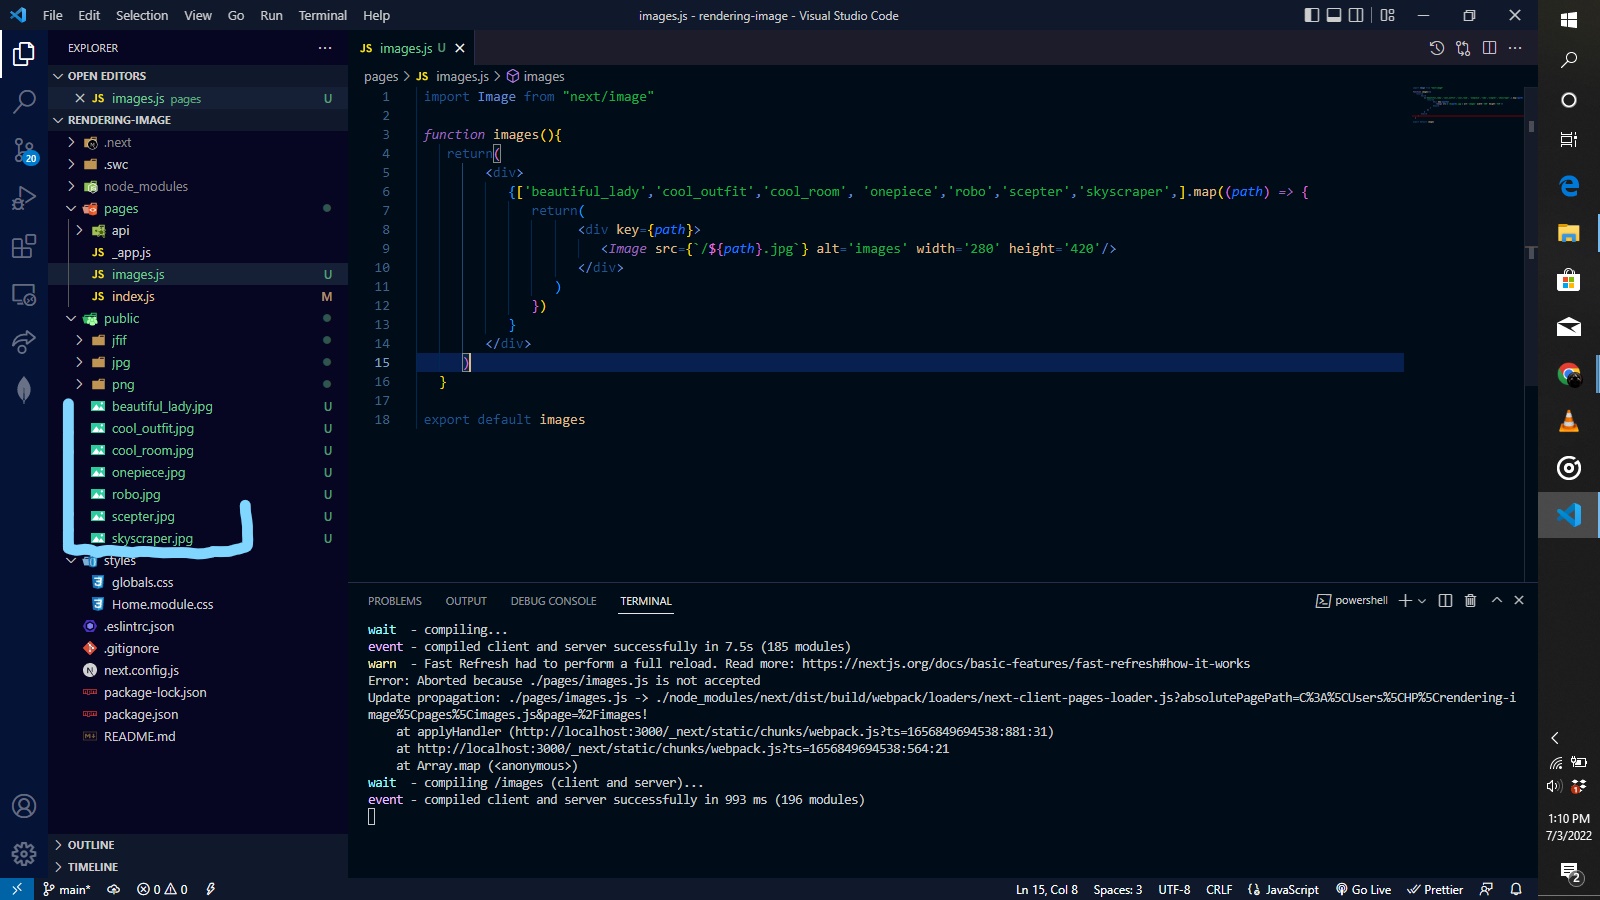 File Edit Selection View Go Run Terminal Help images.js - rendering-image - Visual Studio Code
EXPLORER
OPEN EDITORS
JS images.js pages U
RENDERING-IMAGE
.next
.swc
node_modules
pages
api
JS _app.js
JS images.js U
JS index.js M
public
jfif
jpg
png
beautiful_lady.jpg U
cool_outfit.jpg U
cool_room.jpg U
onepiece.jpg U
robo.jpg U
scepter.jpg U
skyscraper.jpg U
styles
globals.css
Home.module.css
.eslintrc.json
.gitignore
next.config.js
package-lock.json
package.json
README.md
OUTLINE
TIMELINE
20
JS images.js U
pages > JS images.js > images
1 import Image from "next/image"
2
3 function images(){
4 return(
5 <div>
6 {['beautiful_lady','cool_outfit','cool_room', 'onepiece','robo','scepter','skyscraper',].map((path) => {
7 return(
8 <div key={path}>
9 <Image src={`/${path}.jpg`} alt='images' width='280' height='420'/>
10 </div>
11 )
12 })
13 }
14 </div>
15 )
16 }
17
18 export default images
PROBLEMS OUTPUT DEBUG CONSOLE TERMINAL powershell
wait - compiling...
event - compiled client and server successfully in 7.5s (185 modules)
warn - Fast Refresh had to perform a full reload. Read more: https://nextjs.org/docs/basic-features/fast-refresh#how-it-works
Error: Aborted because ./pages/images.js is not accepted
Update propagation: ./pages/images.js -> ./node_modules/next/dist/build/webpack/loaders/next-client-pages-loader.js?absolutePagePath=C%3A%5CUsers%5CHP%5Crendering-i
mage%5Cpages%5Cimages.js&page=%2Fimages!
at applyHandler (http://localhost:3000/_next/static/chunks/webpack.js?ts=1656849694538:881:31)
at http://localhost:3000/_next/static/chunks/webpack.js?ts=1656849694538:564:21
at Array.map (<anonymous>)
wait - compiling /images (client and server)...
event - compiled client and server successfully in 993 ms (196 modules)
main* 0 0 Ln 15, Col 8 Spaces: 3 UTF-8 CRLF JavaScript Go Live Prettier
1
1:10 PM
7/3/2022
2